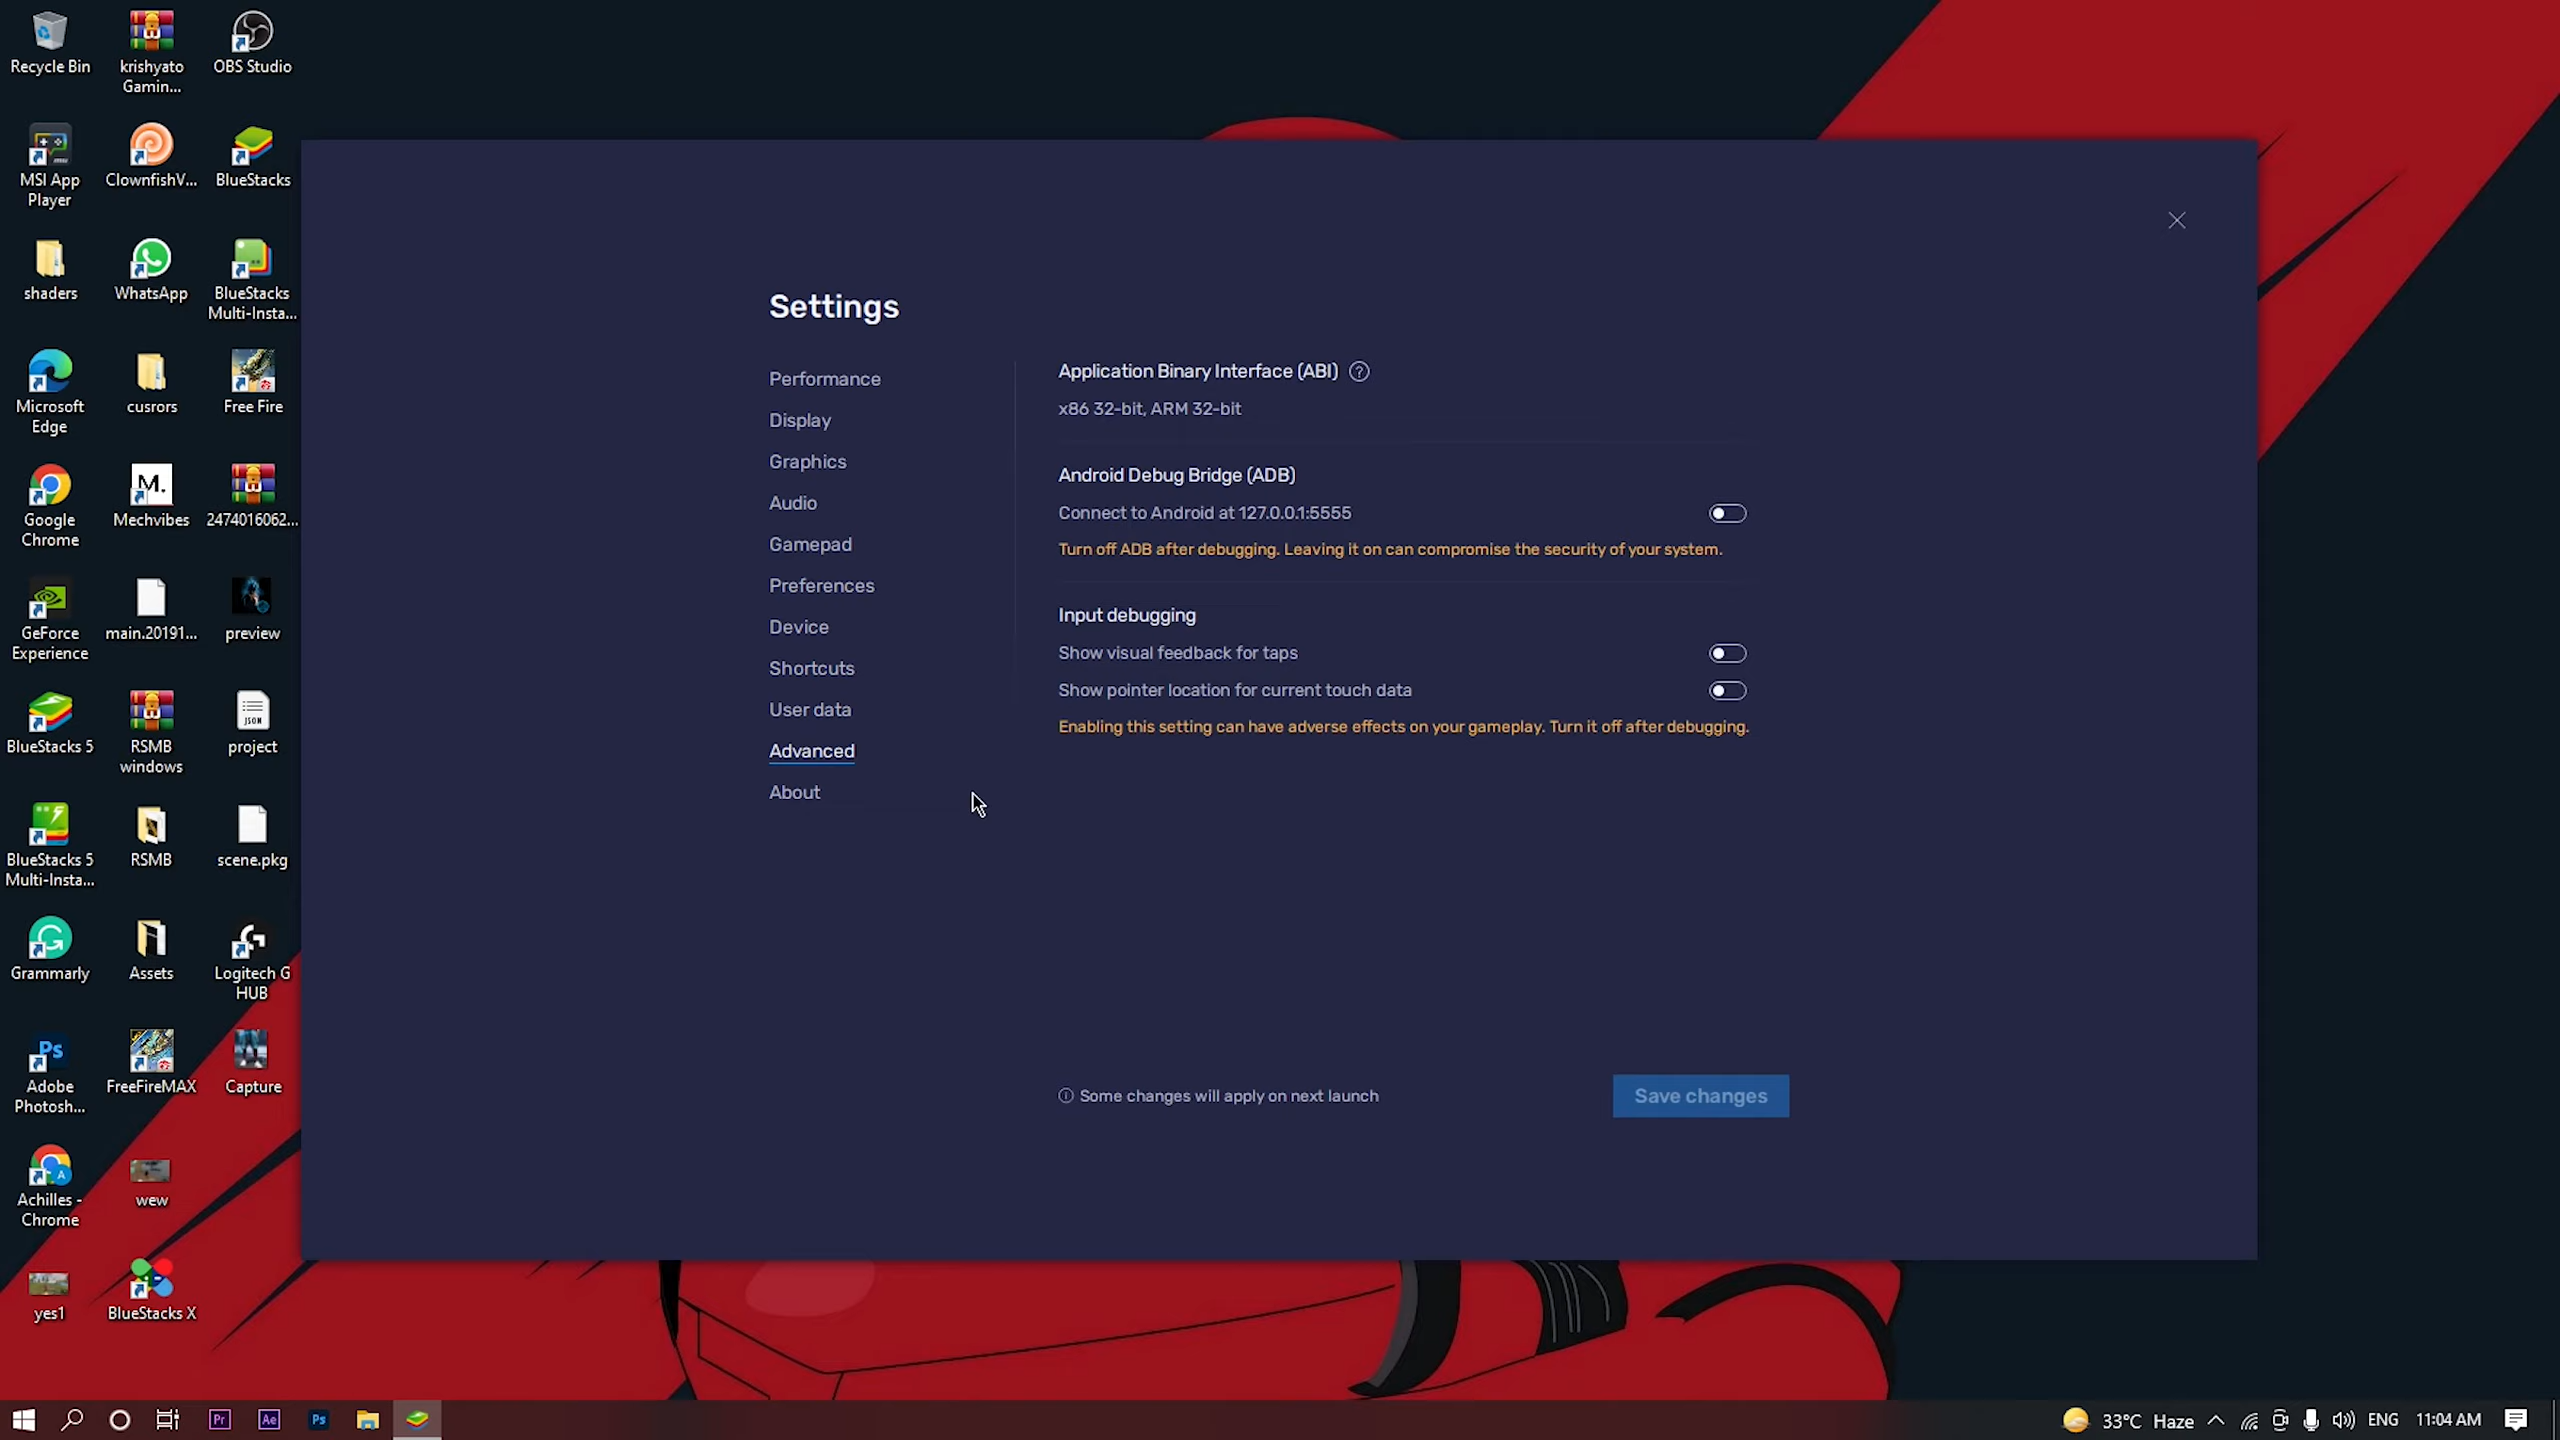 Recycle Bin
krishyato
Gamin...
OBS Studio
MSI App
Player
ClownfishV...
BlueStacks
shaders
WhatsApp
BlueStacks
Multi-Insta...
Microsoft
Edge
cusrors
Free Fire
Google
Chrome
M.
Mechvibes
2474016062...
GeForce
Experience
main.20191...
preview
BlueStacks 5
RSMB
windows
JSON
project
BlueStacks 5
Multi-Insta...
RSMB
scene.pkg
Grammarly
Assets
Logitech G
HUB
Ps
Adobe
Photosh...
FreeFireMAX
Capture
A
Achilles -
Chrome
wew
yes1
BlueStacks X
Settings
Performance
Display
Graphics
Audio
Gamepad
Preferences
Device
Shortcuts
User data
Advanced
About
Application Binary Interface (ABI) ?
x86 32-bit, ARM 32-bit
Android Debug Bridge (ADB)
Connect to Android at 127.0.0.1:5555
Turn off ADB after debugging. Leaving it on can compromise the security of your system.
Input debugging
Show visual feedback for taps
Show pointer location for current touch data
Enabling this setting can have adverse effects on your gameplay. Turn it off after debugging.
Some changes will apply on next launch
Save changes
Pr
Ae
Ps
33°C Haze
ENG
11:04 AM